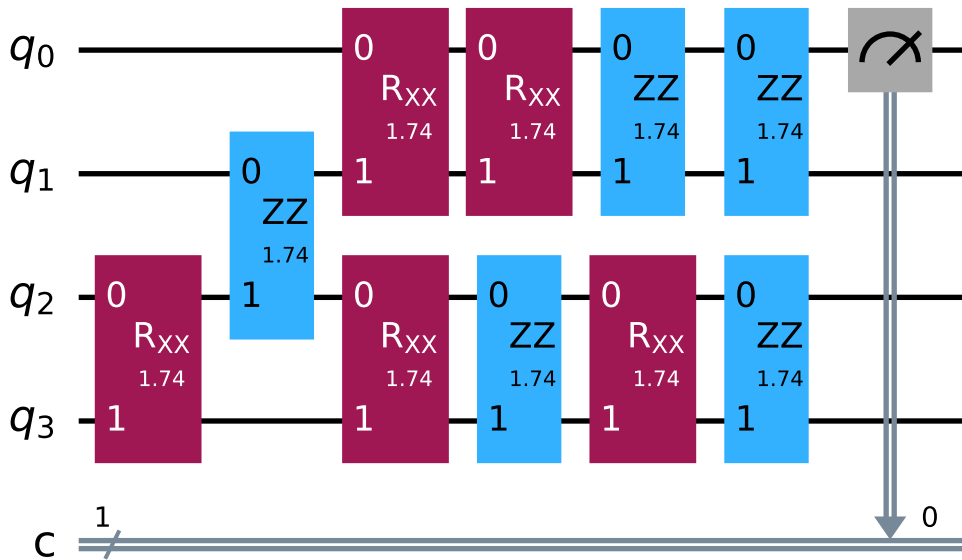 q0
0 0 0 0
RXX RXX ZZ ZZ
1.74 1.74 1.74 1.74
q1
0 1 1 1 1
ZZ
1.74
q2
0 1 0 0 0 0
RXX RXX ZZ RXX ZZ
1.74 1.74 1.74 1.74 1.74
q3
1 1 1 1 1
1 0
c